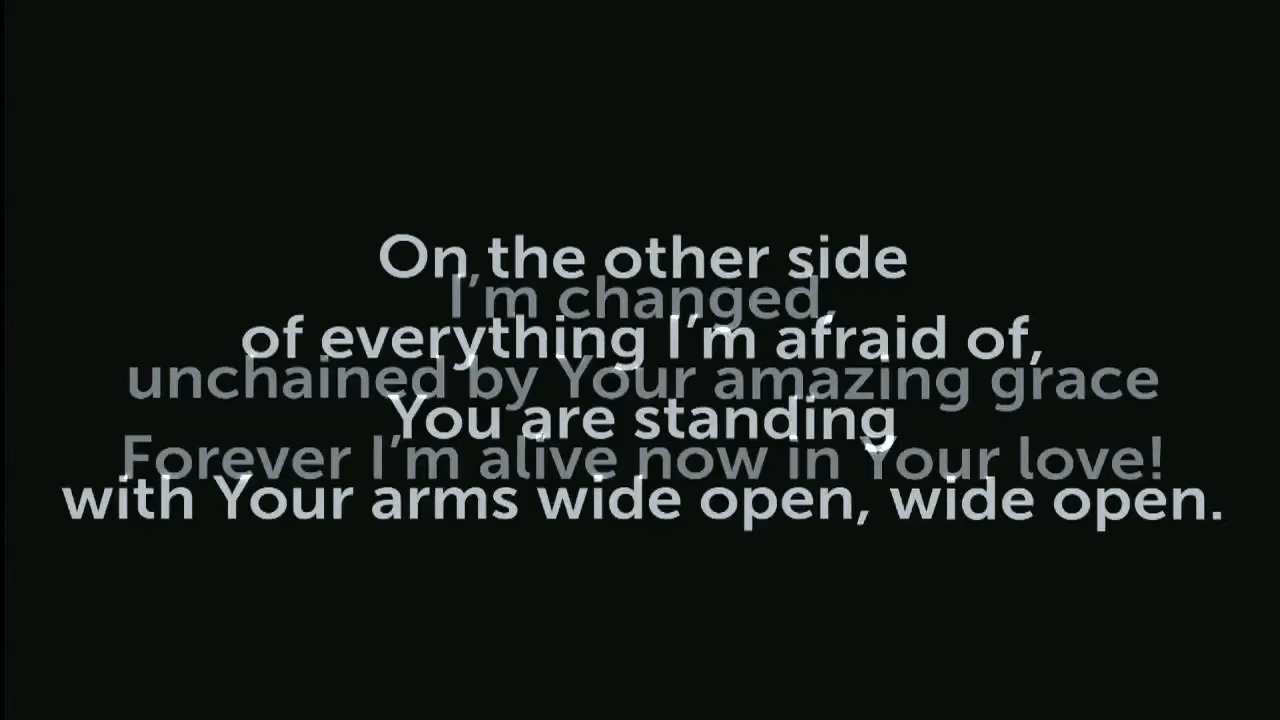 On the other side
I'm changed,
of everything I'm afraid of,
unchained by Your amazing grace
You are standing
Forever I'm alive now in Your love!
with Your arms wide open, wide open.